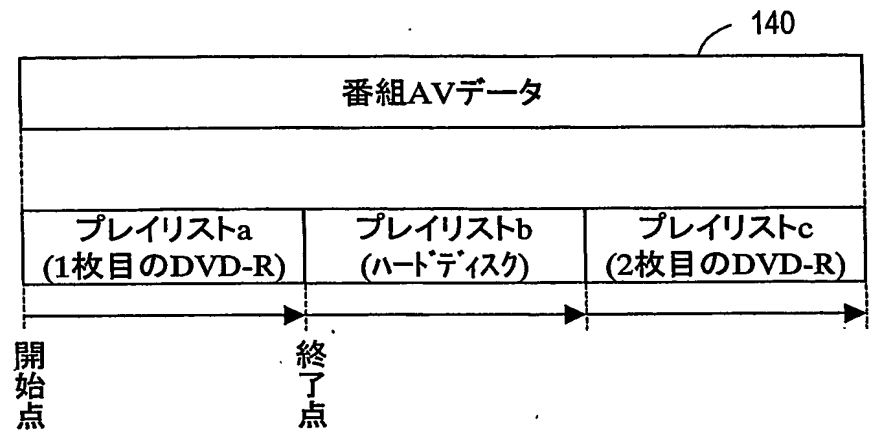 140
番組AVデータ
プレイリストa
(1枚目のDVD-R)
プレイリストb
(ﾊｰﾄﾞﾃﾞｨｽｸ)
プレイリストc
(2枚目のDVD-R)
開始点
終了点